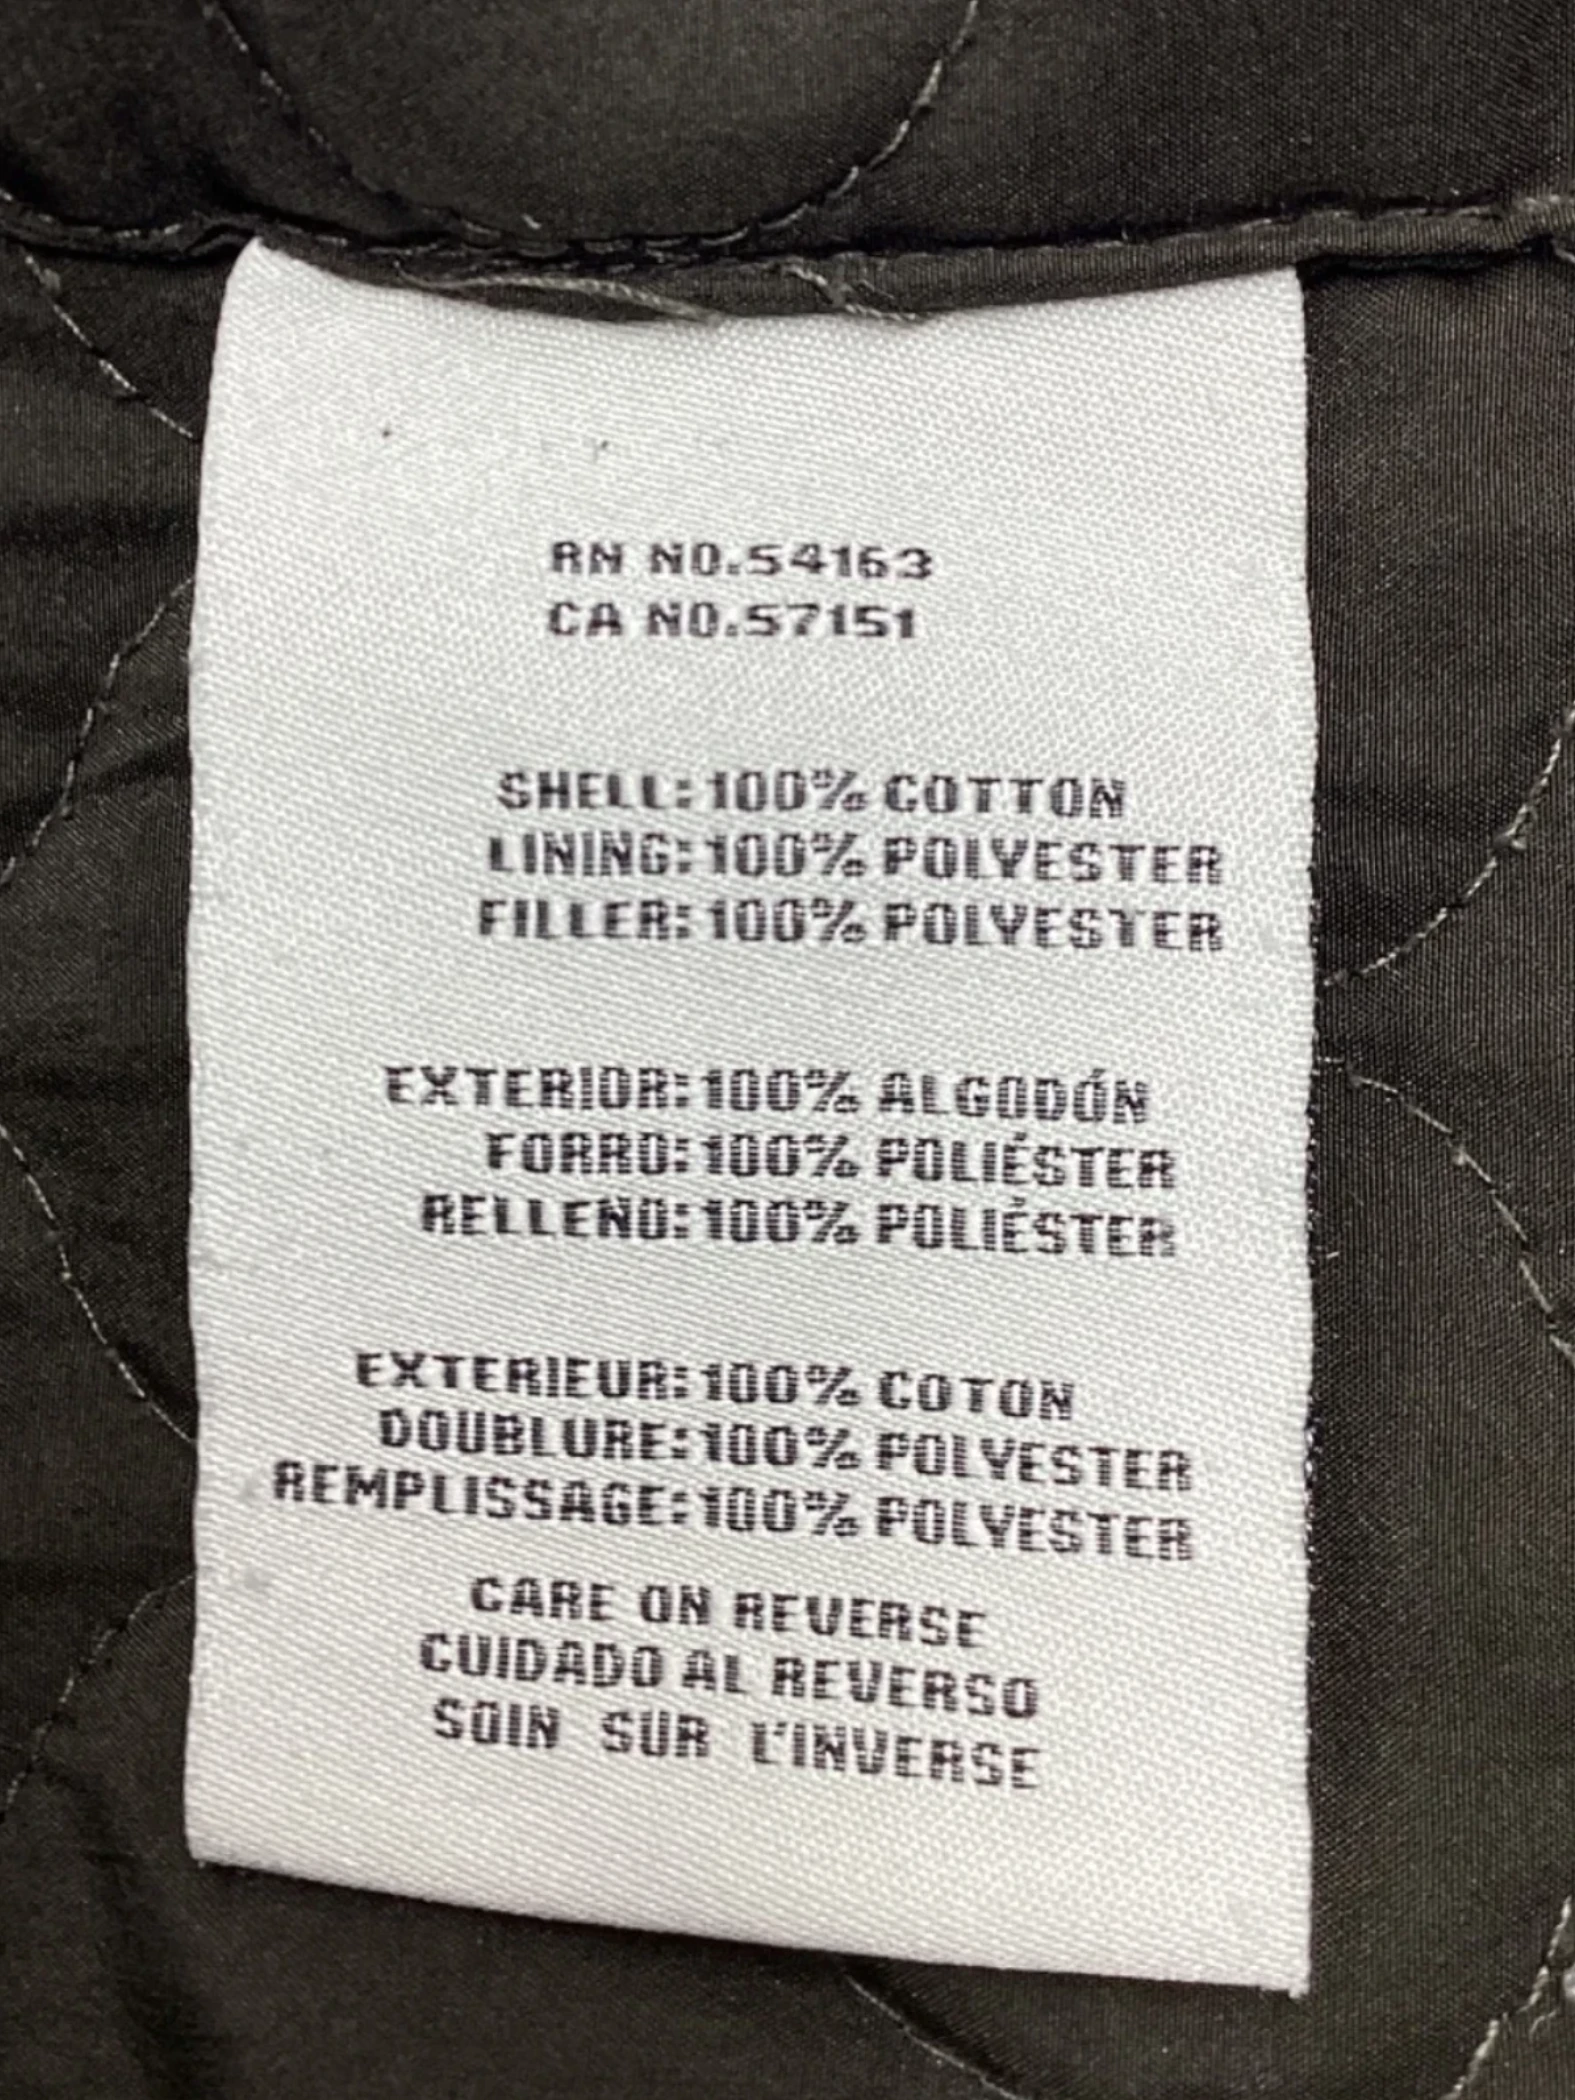 RN NO.54163
CA NO.57151
SHELL:100% COTTON
LINING:100% POLYESTER
FILLER:100% POLYESTER
EXTERIOR:100% ALGODÓN
FORRO:100% POLIÉSTER
RELLENO:100% POLIÉSTER
EXTERIEUR:100% COTON
DOUBLURE:100% POLYESTER
REMPLISSAGE:100% POLYESTER
CARE ON REVERSE
CUIDADO AL REVERSO
SOIN SUR L'INVERSE